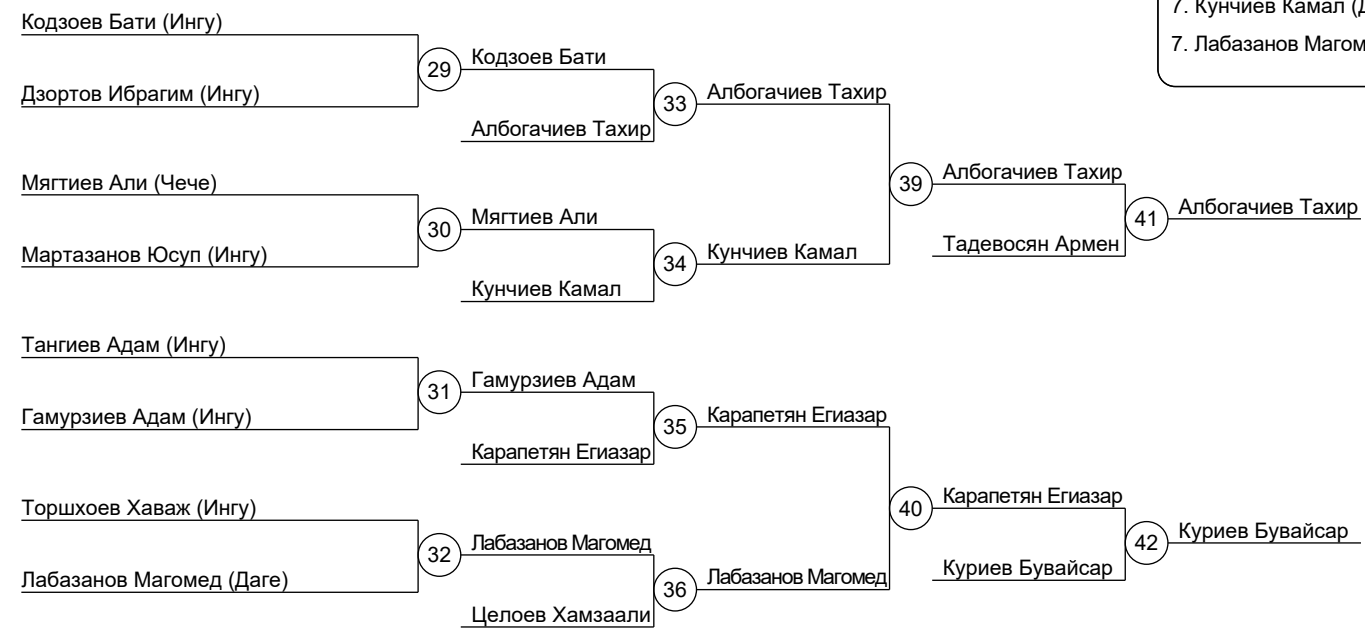 7. Кунчиев Камал (
7. Лабазанов Магом
Кодзоев Бати (Ингу)
Дзортов Ибрагим (Ингу)
29
Кодзоев Бати
Албогачиев Тахир
33
Албогачиев Тахир
Мягтиев Али (Чече)
Мартазанов Юсуп (Ингу)
30
Мягтиев Али
Кунчиев Камал
34
Кунчиев Камал
39
Албогачиев Тахир
Тадевосян Армен
41
Албогачиев Тахир
Тангиев Адам (Ингу)
Гамурзиев Адам (Ингу)
31
Гамурзиев Адам
Карапетян Егиазар
35
Карапетян Егиазар
Торшхоев Хаваж (Ингу)
Лабазанов Магомед (Даге)
32
Лабазанов Магомед
Целоев Хамзаали
36
Лабазанов Магомед
40
Карапетян Егиазар
Куриев Бувайсар
42
Куриев Бувайсар